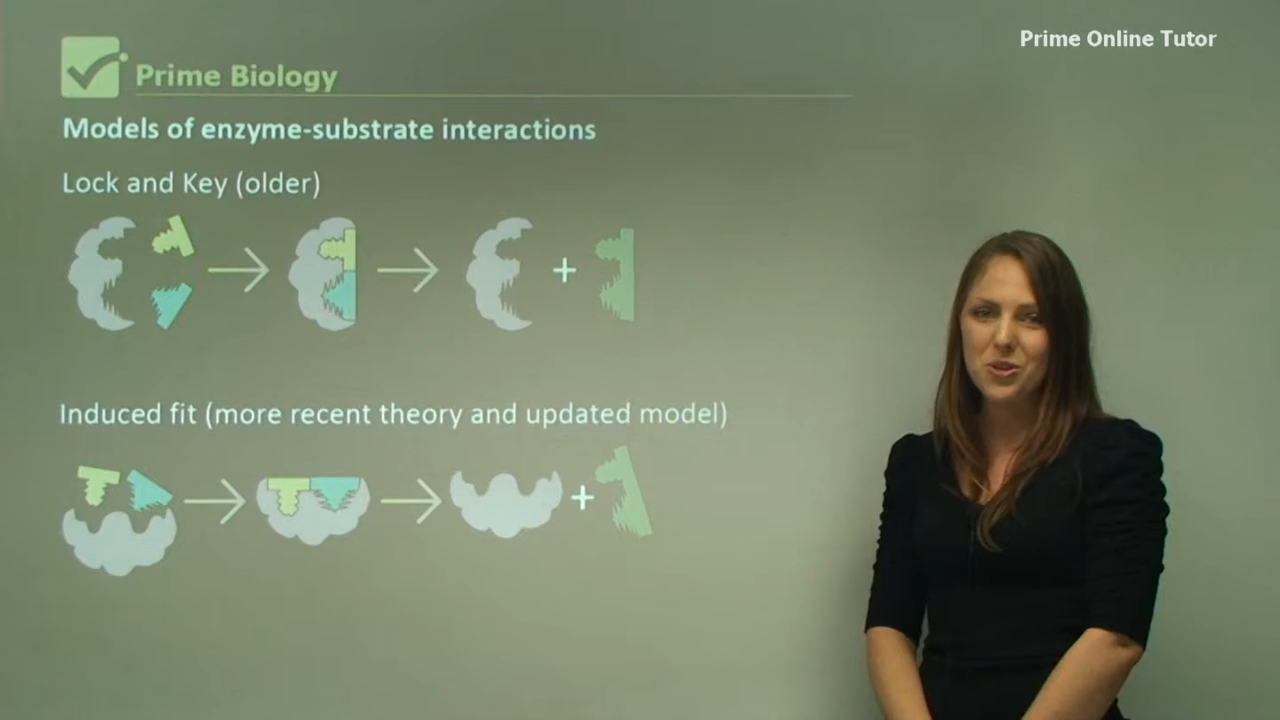 Prime Online Tutor
Prime Biology
Models of enzyme-substrate interactions
Lock and Key (older)
+
Induced fit (more recent theory and updated model)
+